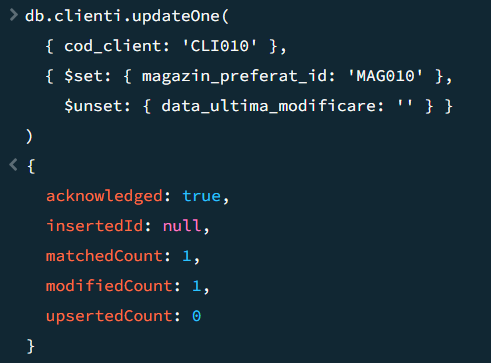 > db.clienti.updateOne(
{ cod_client: 'CLI010' },
{ $set: { magazin_preferat_id: 'MAG010' },
$unset: { data_ultima_modificare: '' } }
)
< {
acknowledged: true,
insertedId: null,
matchedCount: 1,
modifiedCount: 1,
upsertedCount: 0
}